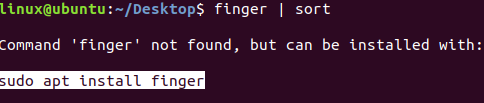 linux@ubuntu:~/Desktop$ finger | sort
Command 'finger' not found, but can be installed with:
sudo apt install finger